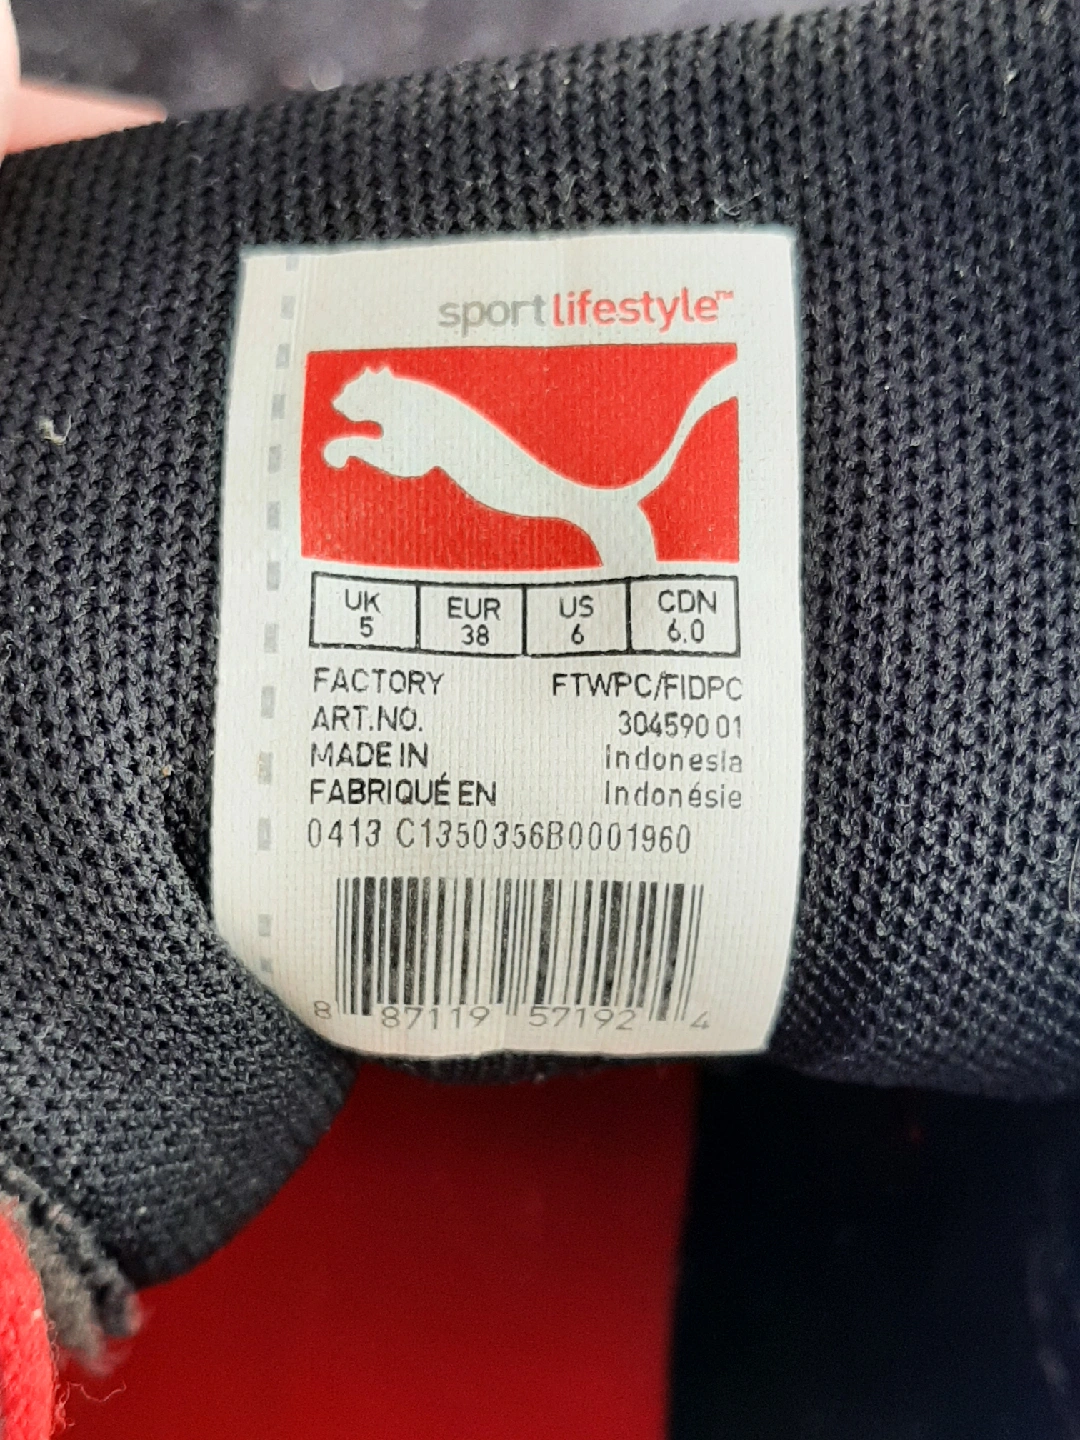 sportlifestyle™
UK EUR US CDN
5 38 6 6.0
FACTORY FTWPC/FIDPC
ART.NO. 304590 01
MADE IN Indonesia
FABRIQUÉ EN Indonésie
0413 C1350356B0001960
8 87119 57192 4